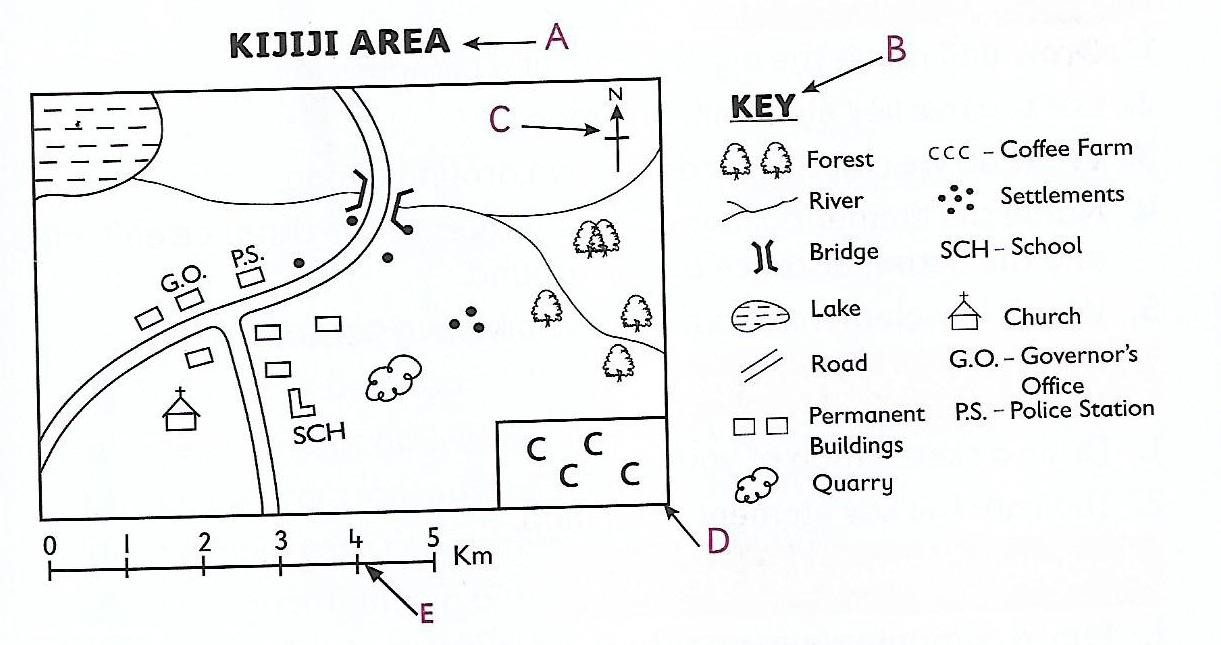 KIJIJI AREA A
B
C
N
KEY
Forest
River
Bridge
Lake
Road
Permanent
Buildings
Quarry
CCC – Coffee Farm
Settlements
SCH – School
Church
G.O. – Governor's
Office
P.S. – Police Station
G.O. P.S.
SCH
C C
C C
D
0 1 2 3 4 5 Km
E